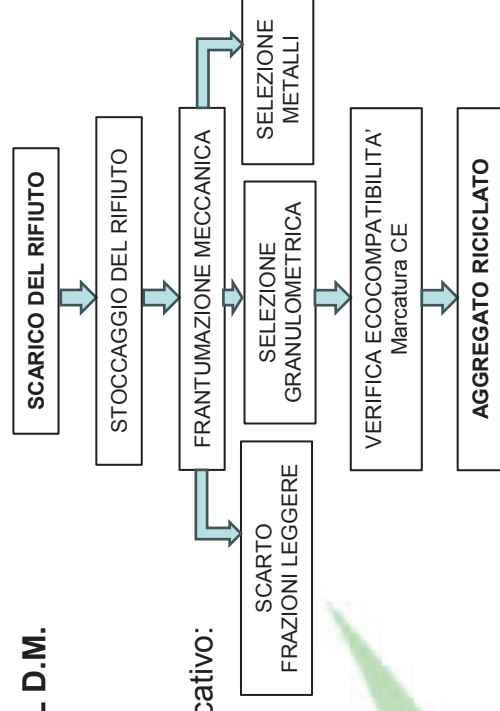 L D.M.
cativo:
SCARICO DEL RIFIUTO
STOCCAGGIO DEL RIFIUTO
FRANTUMAZIONE MECCANICA
SCARTO
FRAZIONI LEGGERE
SELEZIONE
GRANULOMETRICA
SELEZIONE
METALLI
VERIFICA ECOCOMPATIBILITA'
Marcatura CE
AGGREGATO RICICLATO